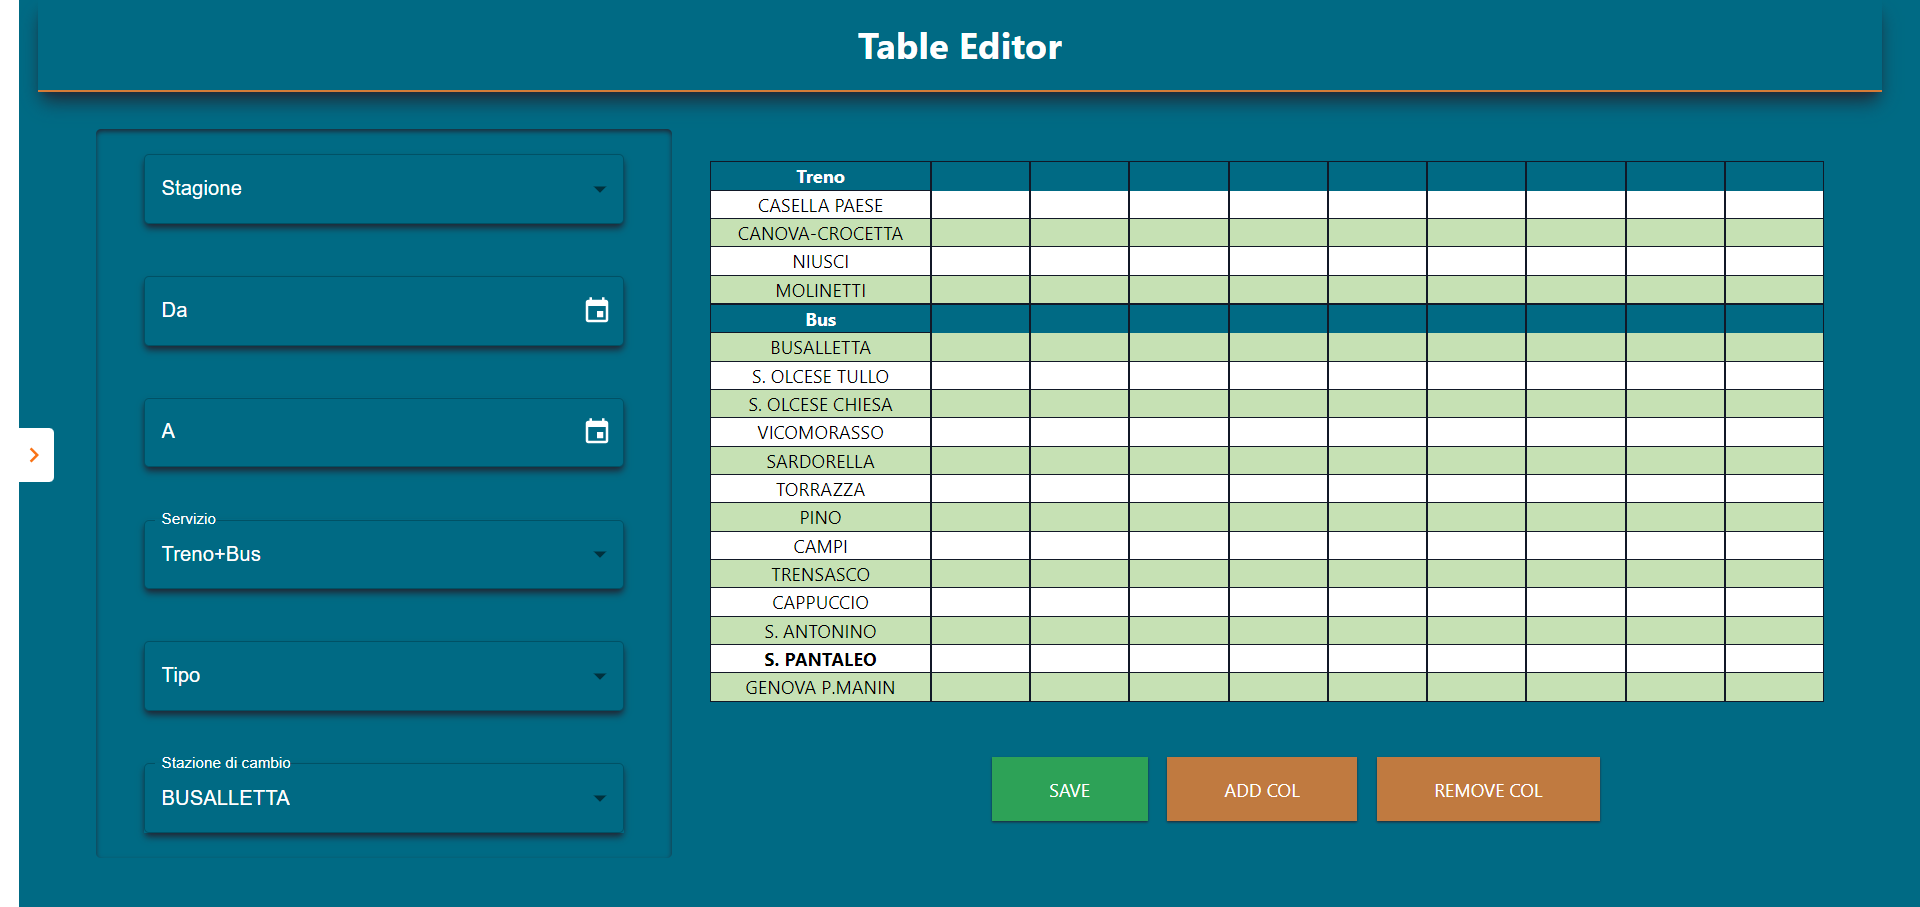 Table Editor
Stagione
Da
A
Servizio
Treno+Bus
Tipo
Stazione di cambio
BUSALLETTA
Treno
CASELLA PAESE
CANOVA-CROCETTA
NIUSCI
MOLINETTI
Bus
BUSALLETTA
S. OLCESE TULLO
S. OLCESE CHIESA
VICOMORASSO
SARDORELLA
TORRAZZA
PINO
CAMPI
TRENSASCO
CAPPUCCIO
S. ANTONINO
S. PANTALEO
GENOVA P.MANIN
SAVE
ADD COL
REMOVE COL